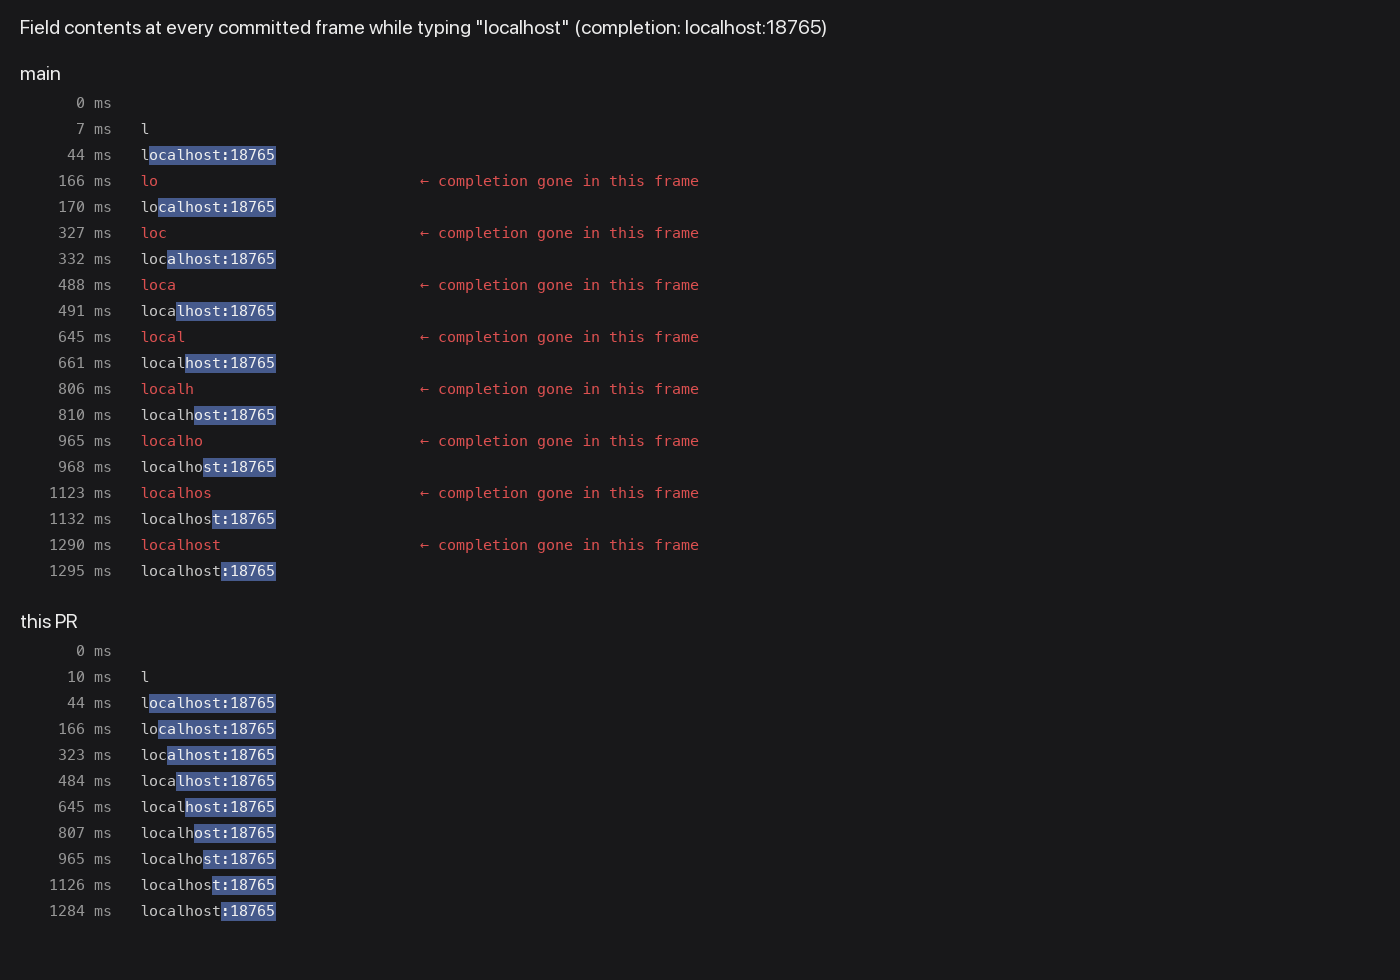 Field contents at every committed frame while typing "localhost" (completion: localhost:18765)
main
0 ms
7 ms l
44 ms localhost:18765
166 ms lo ← completion gone in this frame
170 ms localhost:18765
327 ms loc ← completion gone in this frame
332 ms localhost:18765
488 ms loca ← completion gone in this frame
491 ms localhost:18765
645 ms local ← completion gone in this frame
661 ms localhost:18765
806 ms localh ← completion gone in this frame
810 ms localhost:18765
965 ms localho ← completion gone in this frame
968 ms localhost:18765
1123 ms localhos ← completion gone in this frame
1132 ms localhost:18765
1290 ms localhost ← completion gone in this frame
1295 ms localhost:18765
this PR
0 ms
10 ms l
44 ms localhost:18765
166 ms localhost:18765
323 ms localhost:18765
484 ms localhost:18765
645 ms localhost:18765
807 ms localhost:18765
965 ms localhost:18765
1126 ms localhost:18765
1284 ms localhost:18765